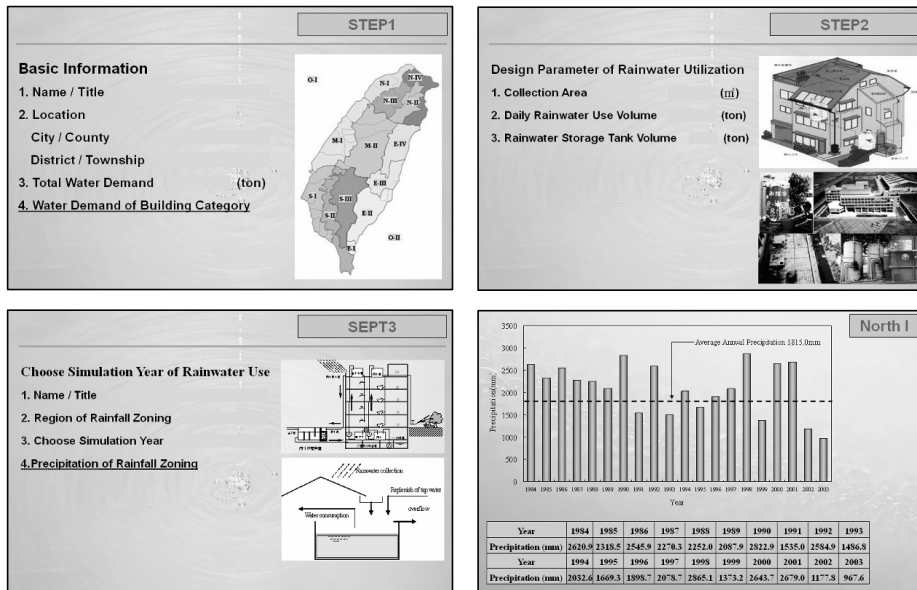 STEP1
Basic Information
1. Name / Title
2. Location
City / County
District / Township
3. Total Water Demand (ton)
4. Water Demand of Building Category
O-I
N-I
N-IV
N-III
N-II
M-I
M-II
E-IV
E-III
S-I
S-III
S-II
E-II
O-II
E-I
STEP2
Design Parameter of Rainwater Utilization
1. Collection Area (㎡)
2. Daily Rainwater Use Volume (ton)
3. Rainwater Storage Tank Volume (ton)
SEPT3
Choose Simulation Year of Rainwater Use
1. Name / Title
2. Region of Rainfall Zoning
3. Choose Simulation Year
4.Precipitation of Rainfall Zoning
Rainwater collection
Replenish of tap water
Water consumption
overflow
North I
Average Annual Precipitation 1815.0mm
Precipitation(mm)
3500
3000
2500
2000
1500
1000
500
0
1984 1985 1986 1987 1988 1989 1990 1991 1992 1993 1994 1995 1996 1997 1998 1999 2000 2001 2002 2003
Year
Year 1984 1985 1986 1987 1988 1989 1990 1991 1992 1993
Precipitation (mm) 2620.9 2318.5 2545.9 2270.3 2252.0 2087.9 2822.9 1535.0 2584.9 1486.8
Year 1994 1995 1996 1997 1998 1999 2000 2001 2002 2003
Precipitation (mm) 2032.6 1669.3 1898.7 2078.7 2865.1 1373.2 2643.7 2679.0 1177.8 967.6